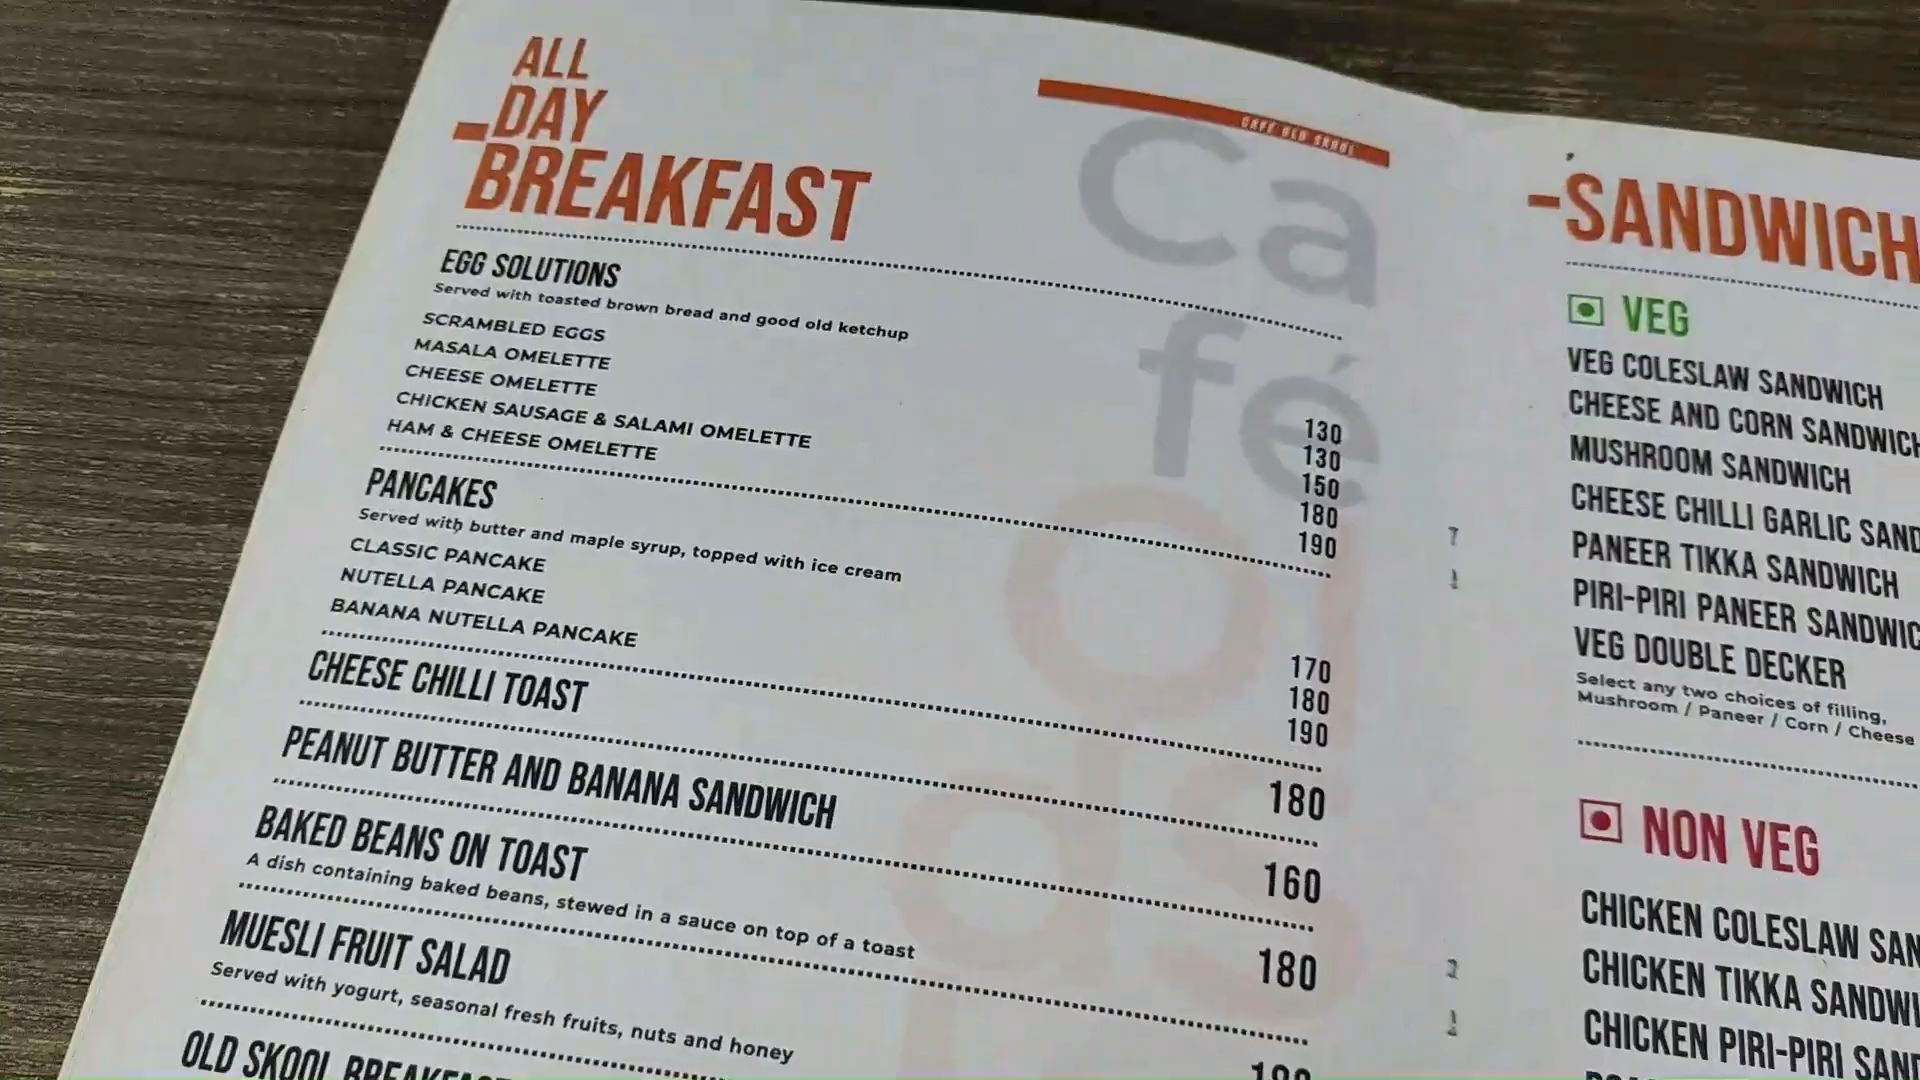 ALL
DAY
-BREAKFAST
EGG SOLUTIONS
Served with toasted brown bread and good old ketchup
SCRAMBLED EGGS 130
MASALA OMELETTE 130
CHEESE OMELETTE 150
CHICKEN SAUSAGE & SALAMI OMELETTE 180
HAM & CHEESE OMELETTE 190
PANCAKES
Served with butter and maple syrup, topped with ice cream
CLASSIC PANCAKE 170
NUTELLA PANCAKE 180
BANANA NUTELLA PANCAKE 190
CHEESE CHILLI TOAST 180
PEANUT BUTTER AND BANANA SANDWICH 160
BAKED BEANS ON TOAST 180
A dish containing baked beans, stewed in a sauce on top of a toast
MUESLI FRUIT SALAD
Served with yogurt, seasonal fresh fruits, nuts and honey
OLD SKOOL
Ca
fé
-SANDWICH
VEG
VEG COLESLAW SANDWICH
CHEESE AND CORN SANDWICH
MUSHROOM SANDWICH
CHEESE CHILLI GARLIC SAND
PANEER TIKKA SANDWICH
PIRI-PIRI PANEER SANDWIC
VEG DOUBLE DECKER
Select any two choices of filling,
Mushroom / Paneer / Corn / Cheese
NON VEG
CHICKEN COLESLAW SAN
CHICKEN TIKKA SANDWI
CHICKEN PIRI-PIRI SAND